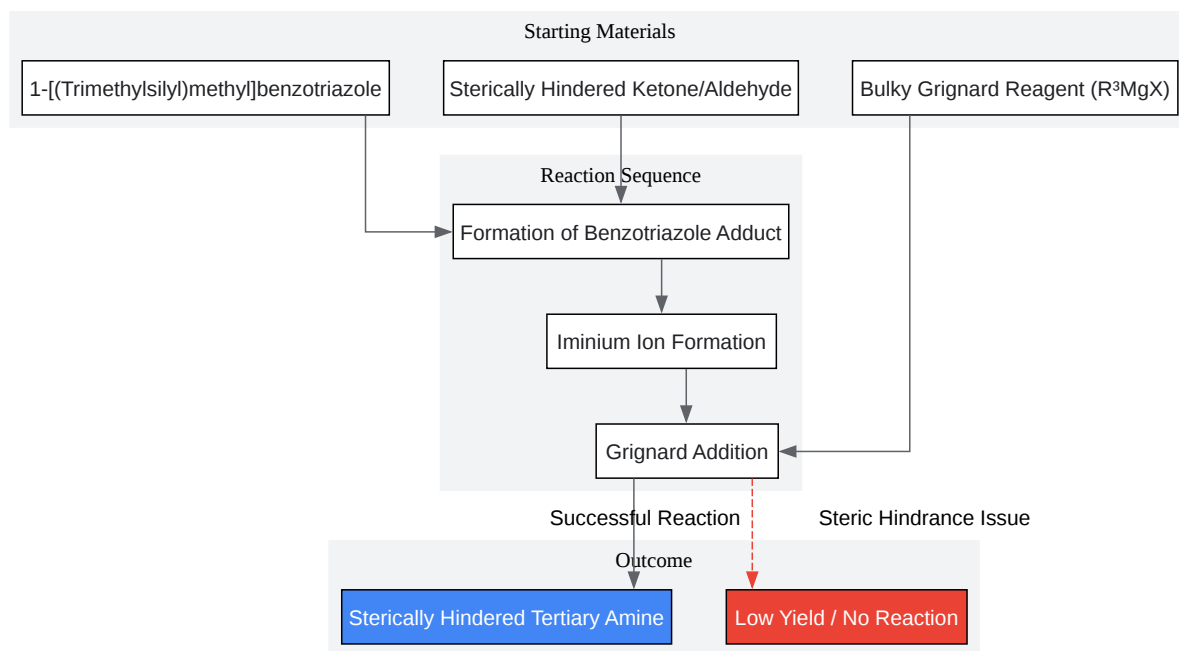 Starting Materials
1-[(Trimethylsilyl)methyl]benzotriazole
Sterically Hindered Ketone/Aldehyde
Bulky Grignard Reagent (R³MgX)
Reaction Sequence
Formation of Benzotriazole Adduct
Iminium Ion Formation
Grignard Addition
Successful Reaction
Steric Hindrance Issue
Outcome
Sterically Hindered Tertiary Amine
Low Yield / No Reaction